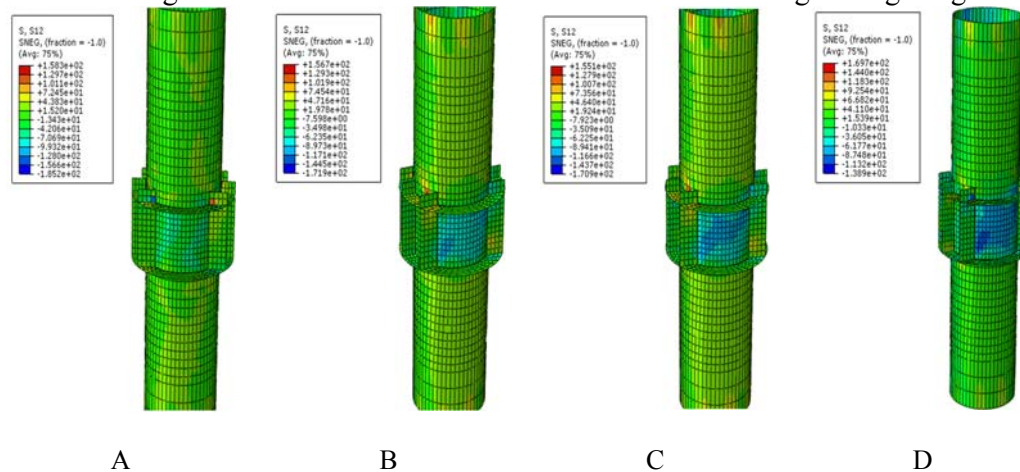 S, S12
SNEG, (fraction = -1.0)
(Avg: 75%)
+1.583e+02
+1.297e+02
+1.011e+02
+7.245e+01
+4.383e+01
+1.520e+01
-1.343e+01
-4.206e+01
-7.069e+01
-9.932e+01
-1.280e+02
-1.566e+02
-1.852e+02
S, S12
SNEG, (fraction = -1.0)
(Avg: 75%)
+1.567e+02
+1.293e+02
+1.019e+02
+7.454e+01
+4.716e+01
+1.978e+01
-7.598e+00
-3.498e+01
-6.235e+01
-8.973e+01
-1.171e+02
-1.445e+02
-1.719e+02
S, S12
SNEG, (fraction = -1.0)
(Avg: 75%)
+1.551e+02
+1.279e+02
+1.007e+02
+7.356e+01
+4.640e+01
+1.924e+01
-7.923e+00
-3.509e+01
-6.225e+01
-8.941e+01
-1.166e+02
-1.437e+02
-1.709e+02
S, S12
SNEG, (fraction = -1.0)
(Avg: 75%)
+1.697e+02
+1.440e+02
+1.183e+02
+9.254e+01
+6.682e+01
+4.110e+01
+1.539e+01
-1.033e+01
-3.605e+01
-6.177e+01
-8.748e+01
-1.132e+02
-1.389e+02
A B C D